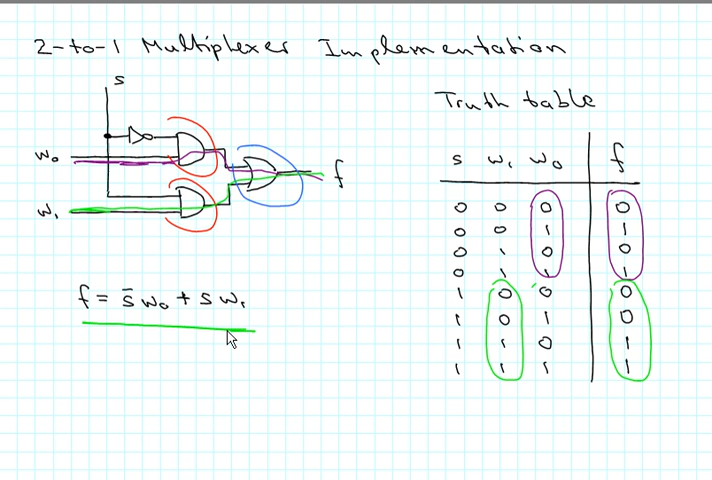 2-to-1 Multiplexer Implementation
s
Truth table
w₀
f
w₁
s w₁ w₀ f
0 0 0 0
0 0 1 1
0 1 0 0
0 1 1 1
1 0 0 0
1 0 1 0
1 1 0 1
1 1 1 1
f = s̄ w₀ + s w₁